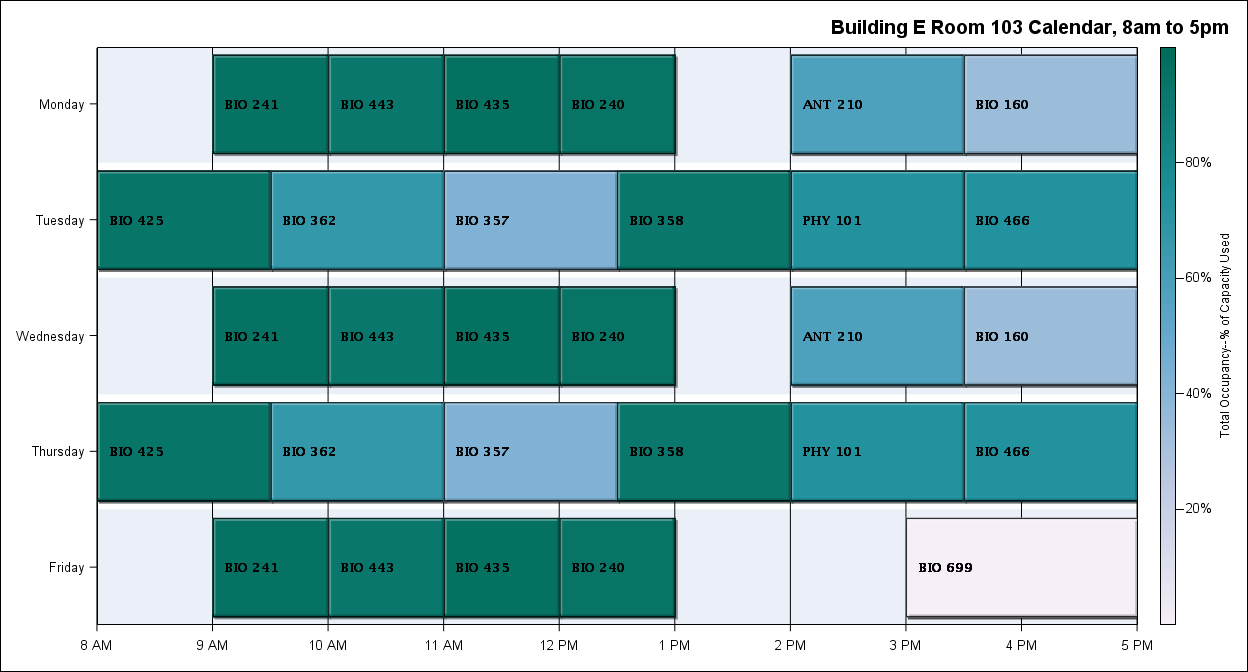 Building E Room 103 Calendar, 8am to 5pm
Monday
BIO 241
BIO 443
BIO 435
BIO 240
ANT 210
BIO 160
Tuesday
BIO 425
BIO 362
BIO 357
BIO 358
PHY 101
BIO 466
Wednesday
BIO 241
BIO 443
BIO 435
BIO 240
ANT 210
BIO 160
Thursday
BIO 425
BIO 362
BIO 357
BIO 358
PHY 101
BIO 466
Friday
BIO 241
BIO 443
BIO 435
BIO 240
BIO 699
8 AM
9 AM
10 AM
11 AM
12 PM
1 PM
2 PM
3 PM
4 PM
5 PM
80%
60%
40%
20%
Total Occupancy--% of Capacity Used